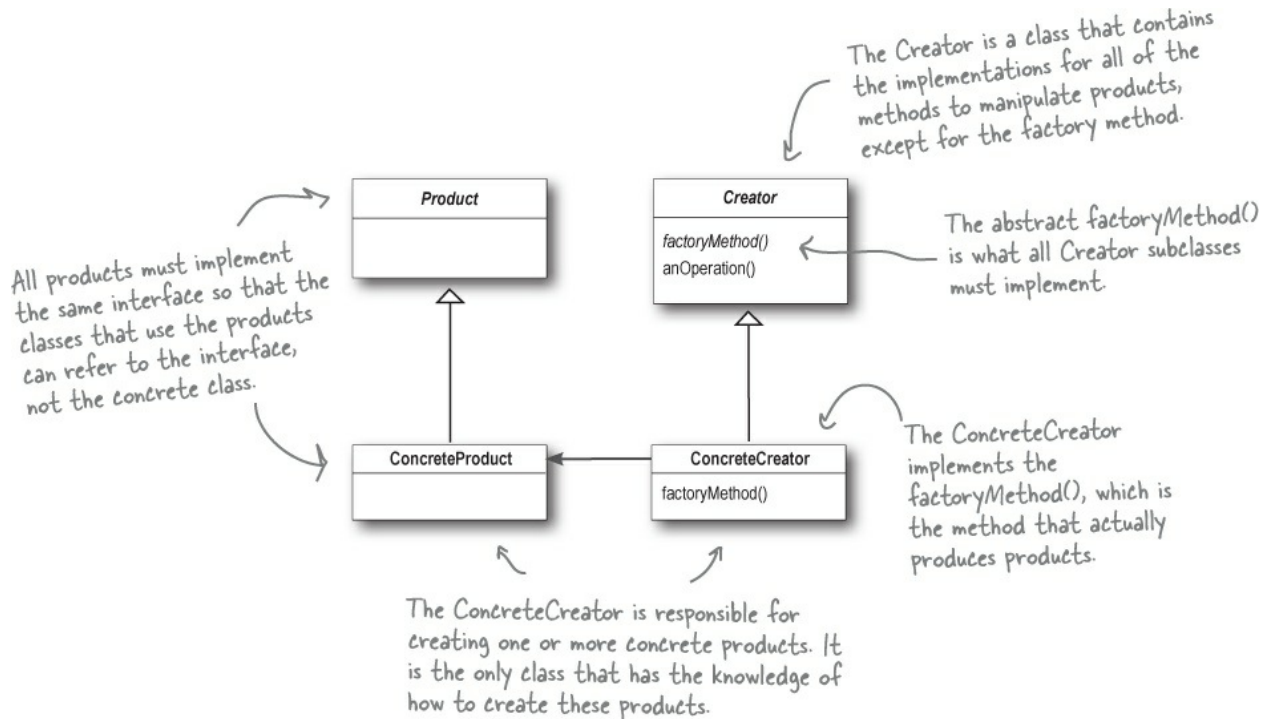 The Creator is a class that contains
the implementations for all of the
methods to manipulate products,
except for the factory method.
Product
Creator
factoryMethod()
anOperation()
The abstract factoryMethod()
is what all Creator subclasses
must implement.
All products must implement
the same interface so that the
classes that use the products
can refer to the interface,
not the concrete class.
ConcreteProduct
ConcreteCreator
factoryMethod()
The ConcreteCreator
implements the
factoryMethod(), which is
the method that actually
produces products.
The ConcreteCreator is responsible for
creating one or more concrete products. It
is the only class that has the knowledge of
how to create these products.